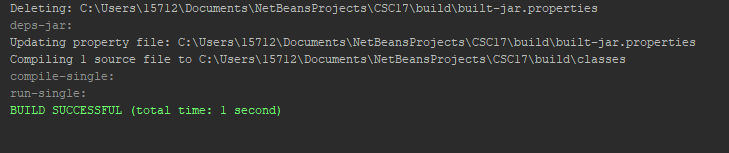 Deleting: C:\Users\15712\Documents\NetBeansProjects\CSC17\build\built-jar.properties
deps-jar:
Updating property file: C:\Users\15712\Documents\NetBeansProjects\CSC17\build\built-jar.properties
Compiling 1 source file to C:\Users\15712\Documents\NetBeansProjects\CSC17\build\classes
compile-single:
run-single:
BUILD SUCCESSFUL (total time: 1 second)